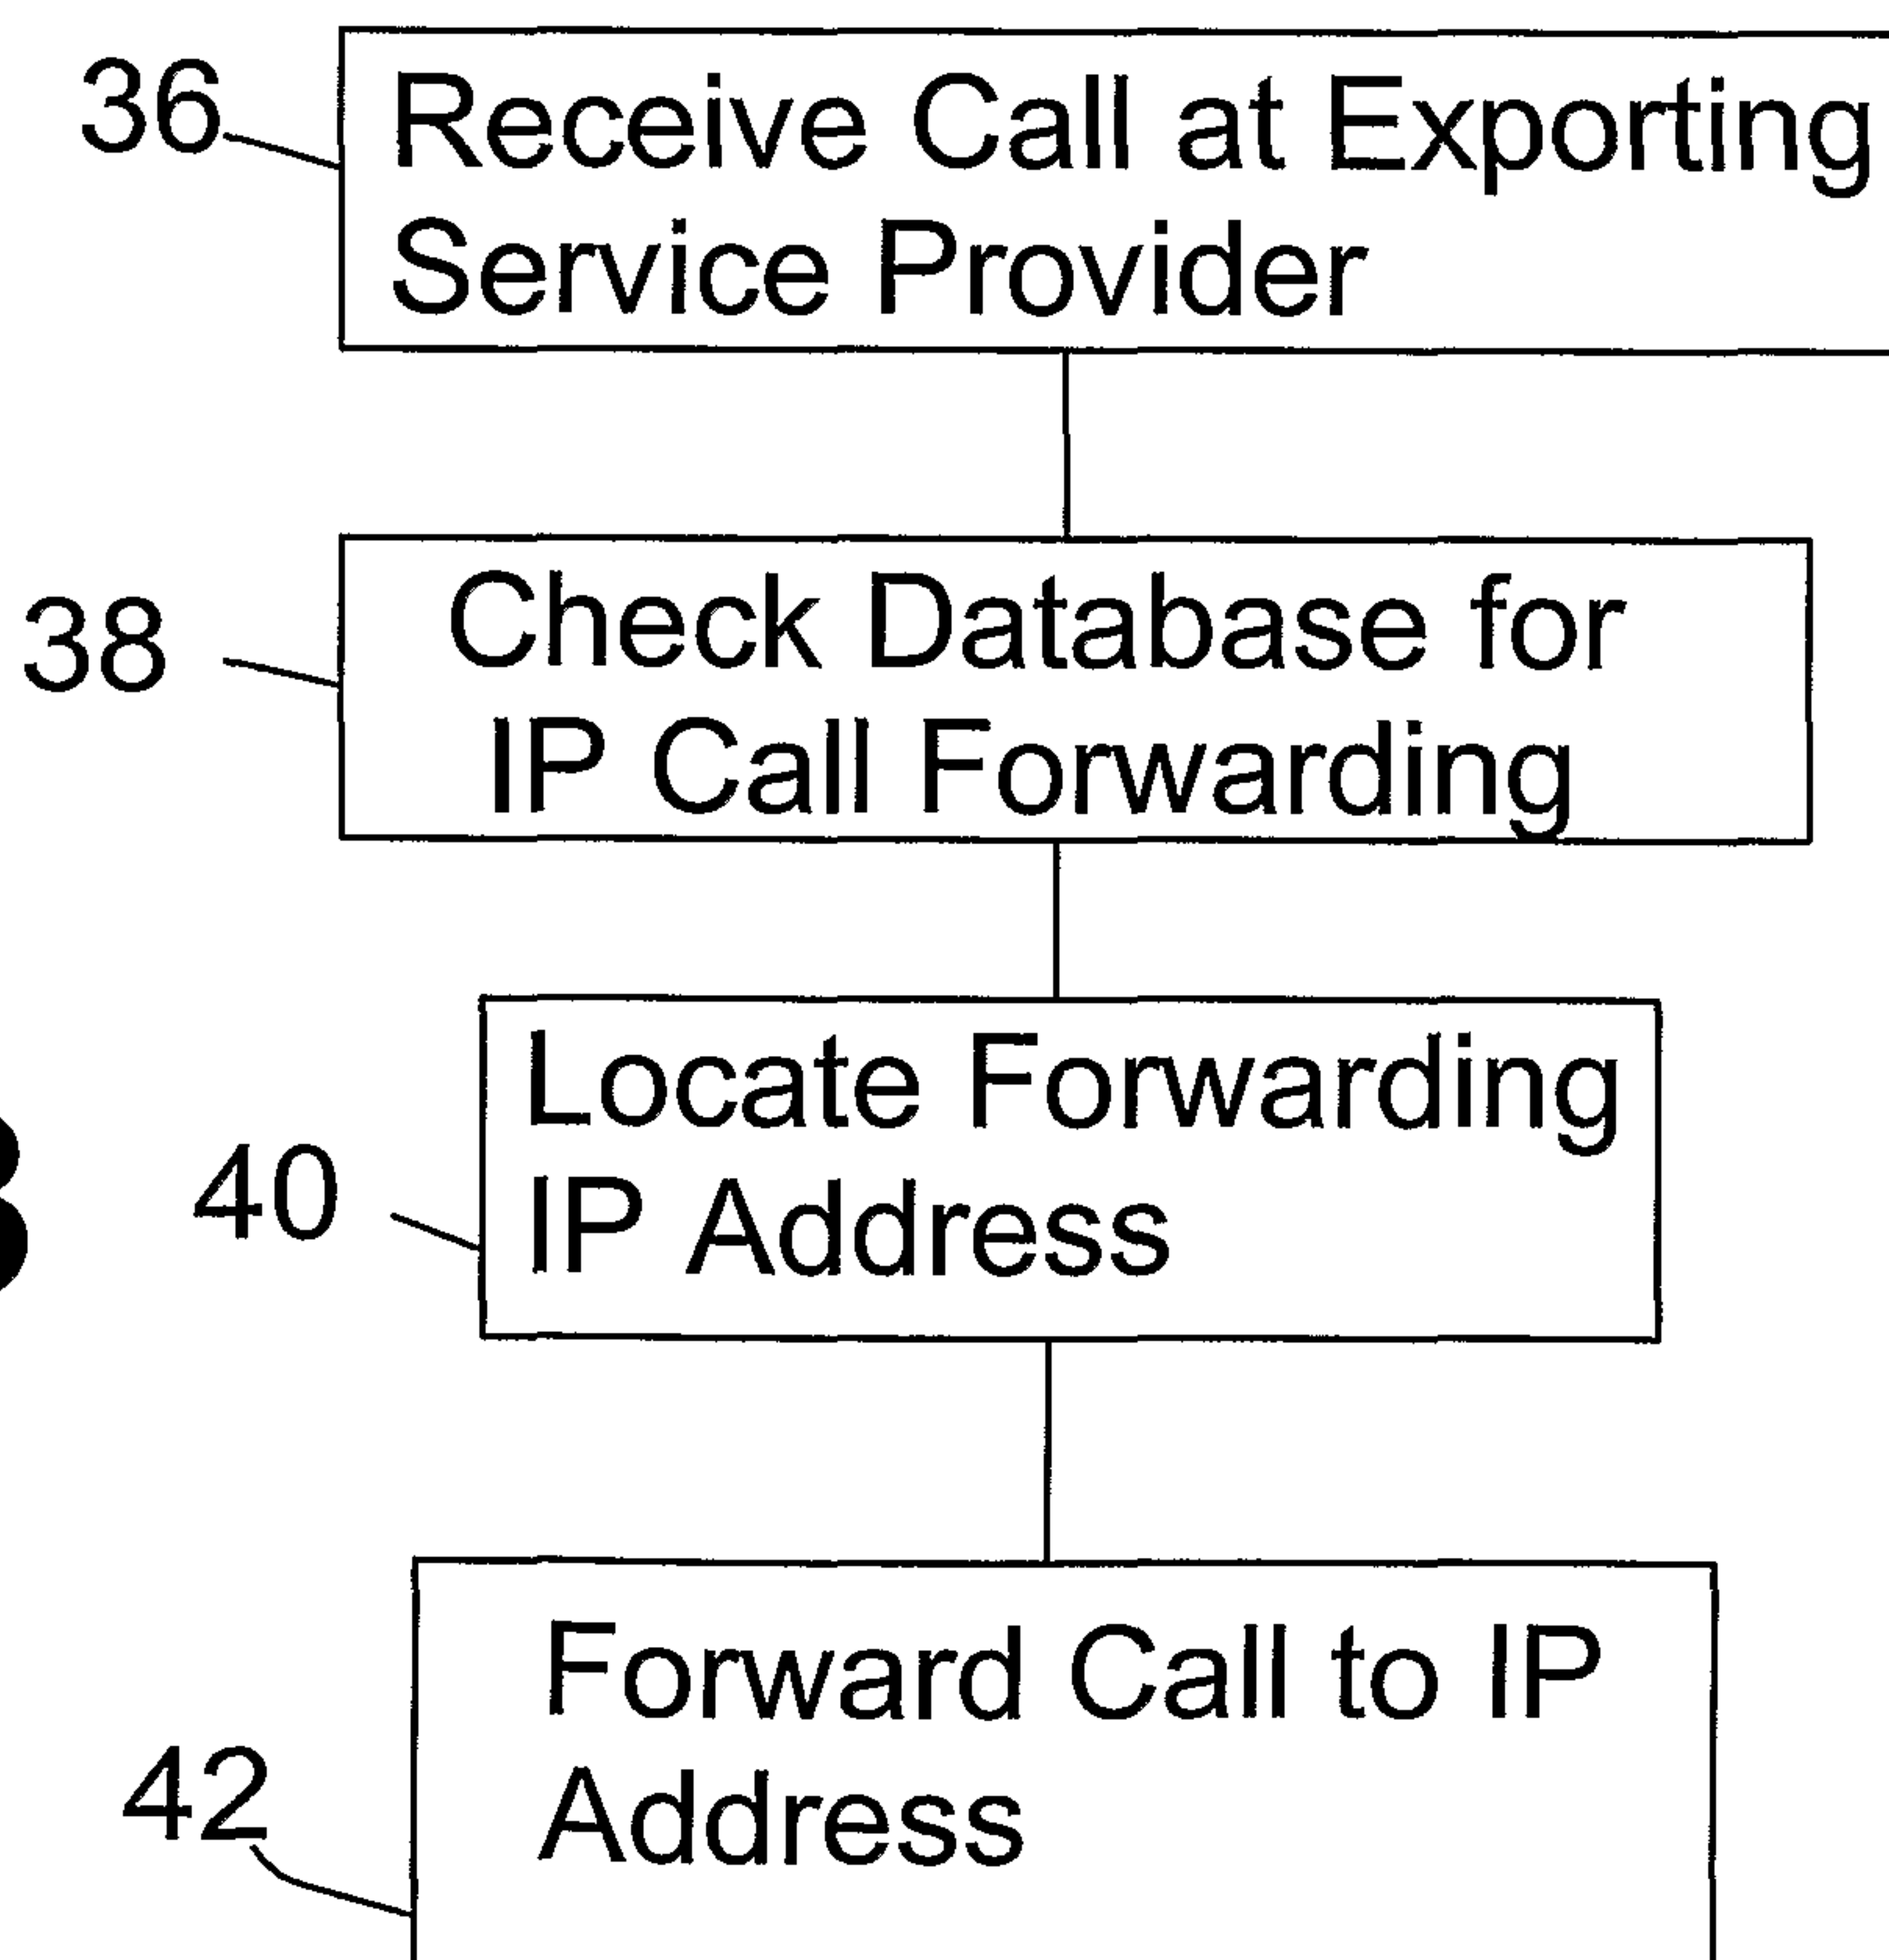 36
Receive Call at Exporting
Service Provider
38
Check Database for
IP Call Forwarding
40
Locate Forwarding
IP Address
42
Forward Call to IP
Address